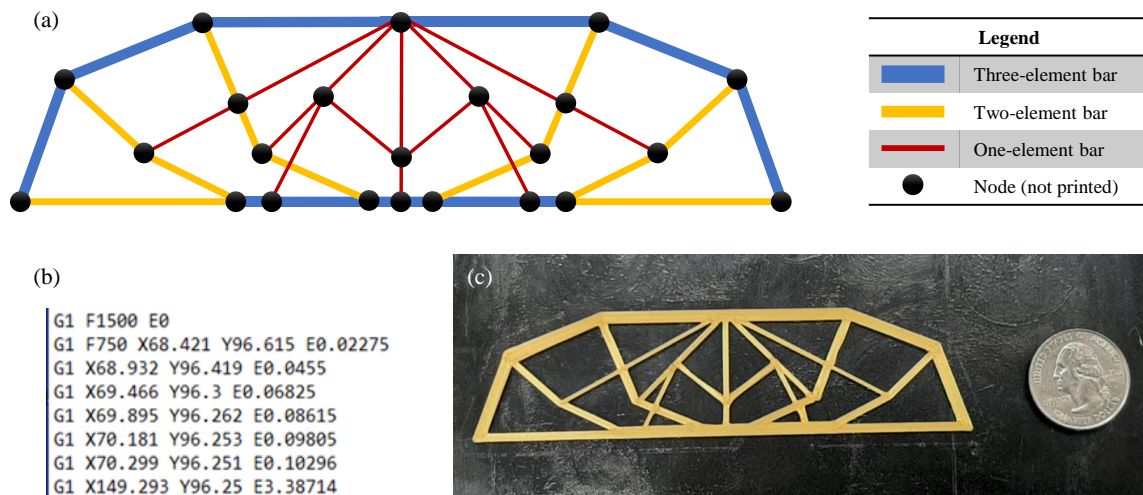 (a)
Legend
Three-element bar
Two-element bar
One-element bar
Node (not printed)
(b)
G1 F1500 E0
G1 F750 X68.421 Y96.615 E0.02275
G1 X68.932 Y96.419 E0.0455
G1 X69.466 Y96.3 E0.06825
G1 X69.895 Y96.262 E0.08615
G1 X70.181 Y96.253 E0.09805
G1 X70.299 Y96.251 E0.10296
G1 X149.293 Y96.25 E3.38714
(c)
QUARTER DOLLAR